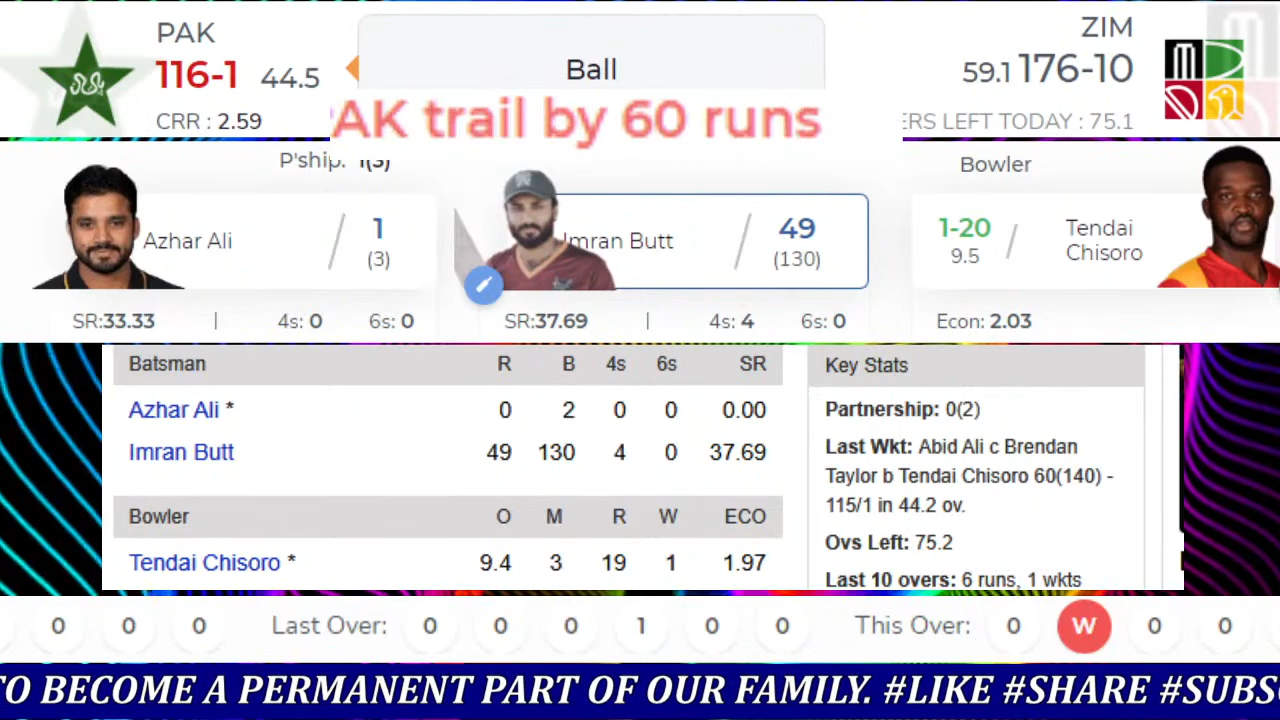 PAK
116-1 44.5
CRR : 2.59
Ball
AK trail by 60 runs
ZIM
59.1 176-10
ERS LEFT TODAY : 75.1
P'ship: 1(3)
Azhar Ali
1
(3)
SR:33.33 | 4s: 0 6s: 0
Imran Butt
49
(130)
SR:37.69 | 4s: 4 6s: 0
Bowler
1-20
9.5
Tendai
Chisoro
Econ: 2.03
Batsman R B 4s 6s SR
Azhar Ali * 0 2 0 0 0.00
Imran Butt 49 130 4 0 37.69
Bowler O M R W ECO
Tendai Chisoro * 9.4 3 19 1 1.97
Key Stats
Partnership: 0(2)
Last Wkt: Abid Ali c Brendan
Taylor b Tendai Chisoro 60(140) -
115/1 in 44.2 ov.
Ovs Left: 75.2
Last 10 overs: 6 runs, 1 wkts
0 0 0 Last Over: 0 0 0 1 0 0 This Over: 0 W 0 0
TO BECOME A PERMANENT PART OF OUR FAMILY. #LIKE #SHARE #SUBS